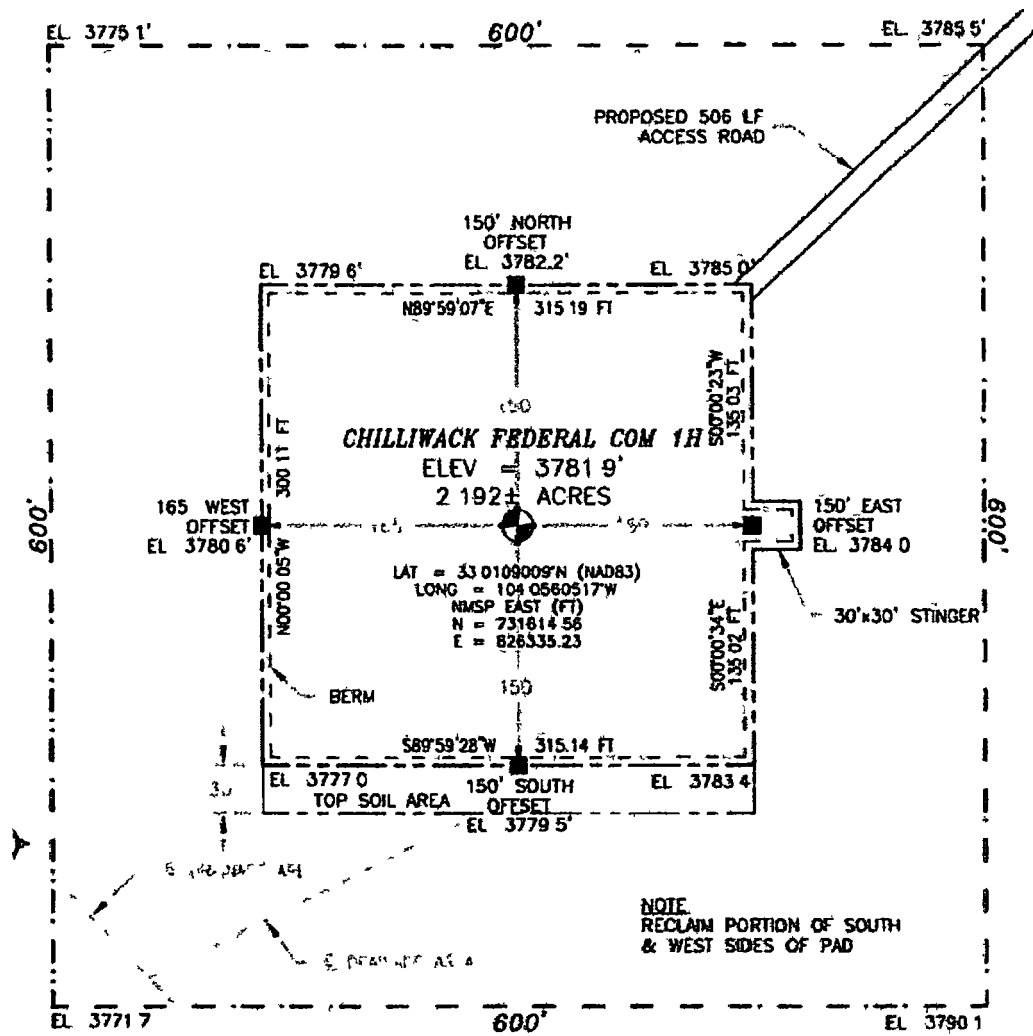 EL 3775 1'
600'
EL 3785 5'
PROPOSED 506 LF
ACCESS ROAD
150' NORTH
OFFSET
EL 3779 6'
EL 3782.2'
EL 3785 0'
N89°59'07"E
315 19 FT
S00°00'23"W
135 03 FT
150
CHILLIWACK FEDERAL COM 1H
ELEV = 3781 9'
2 192± ACRES
N00°00 05"W 300 11 FT
165 WEST
OFFSET
EL 3780 6'
165
150' EAST
OFFSET
EL 3784 0
600'
600'
LAT = 33 0109009°N (NAD83)
LONG = 104 0560517°W
NMSP EAST (FT)
N = 731614 56
E = 826335.23
30'x30' STINGER
S00°00'34"E
135 02 FT
BERM
150
S89°59'28"W
315.14 FT
EL 3777 0
150' SOUTH
OFFSET
EL 3783 4
TOP SOIL AREA
EL 3779 5'
NOTE
RECLAIM PORTION OF SOUTH
& WEST SIDES OF PAD
EL 3771 7
600'
EL 3790 1